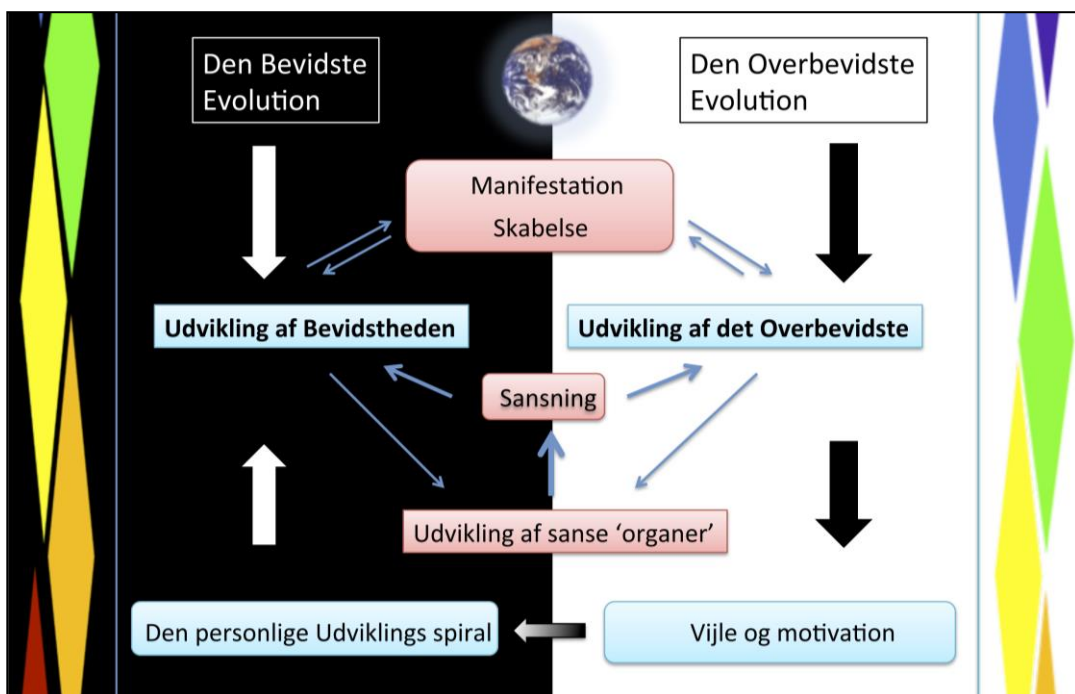 Den Bevidste
Evolution
Den Overbevidste
Evolution
Manifestation
Skabelse
Udvikling af Bevidstheden
Udvikling af det Overbevidste
Sansning
Udvikling af sanse ‘organer’
Den personlige Udviklings spiral
Vijle og motivation